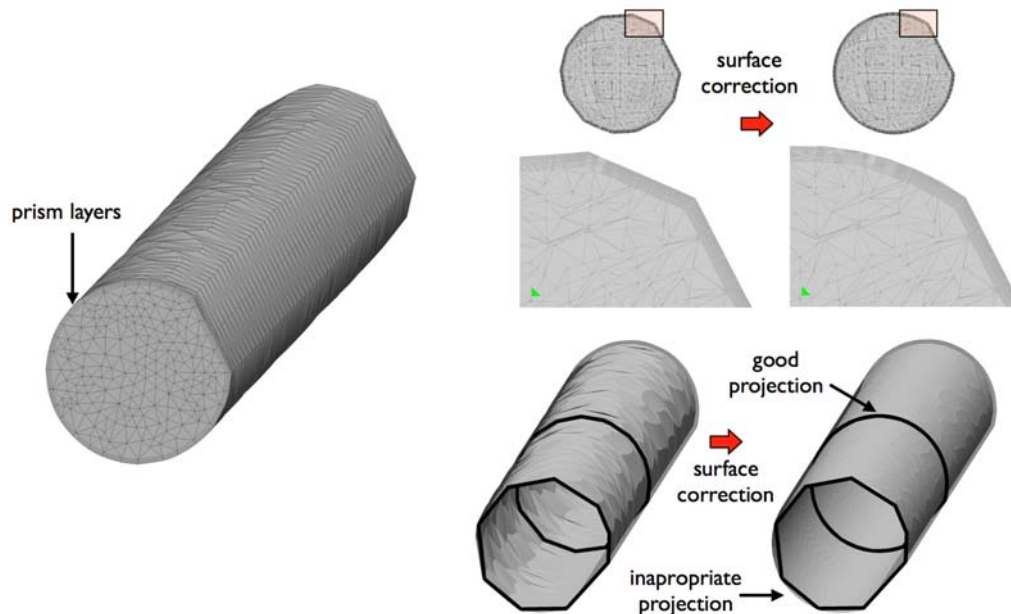 prism layers
surface
correction
good
projection
surface
correction
inapropriate
projection